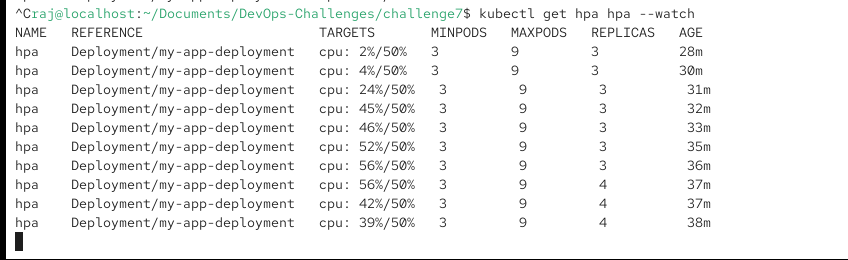 ^Craj@localhost:~/Documents/DevOps-Challenges/challenge7$ kubectl get hpa hpa --watch
NAME   REFERENCE                      TARGETS       MINPODS   MAXPODS   REPLICAS   AGE
hpa    Deployment/my-app-deployment   cpu: 2%/50%   3         9         3          28m
hpa    Deployment/my-app-deployment   cpu: 4%/50%   3         9         3          30m
hpa    Deployment/my-app-deployment   cpu: 24%/50%   3         9         3          31m
hpa    Deployment/my-app-deployment   cpu: 45%/50%   3         9         3          32m
hpa    Deployment/my-app-deployment   cpu: 46%/50%   3         9         3          33m
hpa    Deployment/my-app-deployment   cpu: 52%/50%   3         9         3          35m
hpa    Deployment/my-app-deployment   cpu: 56%/50%   3         9         3          36m
hpa    Deployment/my-app-deployment   cpu: 56%/50%   3         9         4          37m
hpa    Deployment/my-app-deployment   cpu: 42%/50%   3         9         4          37m
hpa    Deployment/my-app-deployment   cpu: 39%/50%   3         9         4          38m